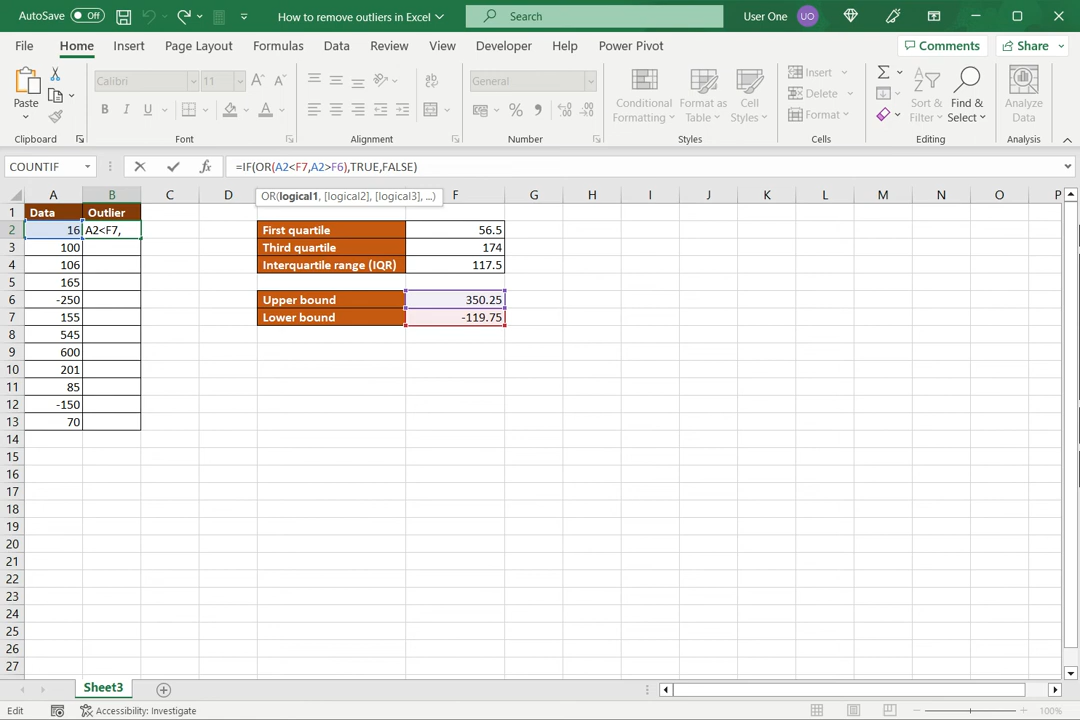 AutoSave Off How to remove outliers in Excel Search User One UO
File Home Insert Page Layout Formulas Data Review View Developer Help Power Pivot Comments Share
Paste Calibri 11 A^ A˅ General Conditional Formatting Format as Table Cell Styles Insert Delete Format Sort & Filter Find & Select Analyze Data
B I U A % ,
Clipboard Font Alignment Number Styles Cells Editing Analysis
COUNTIF fx =IF(OR(A2<F7,A2>F6),TRUE,FALSE)
OR(logical1, [logical2], [logical3], ...)
A B C D F G H I J K L M N O P
1 Data Outlier
2 16 A2<F7, First quartile 56.5
3 100 Third quartile 174
4 106 Interquartile range (IQR) 117.5
5 165
6 -250 Upper bound 350.25
7 155 Lower bound -119.75
8 545
9 600
10 201
11 85
12 -150
13 70
14
15
16
17
18
19
20
21
22
23
24
25
26
27
Sheet3
Edit Accessibility: Investigate 100%